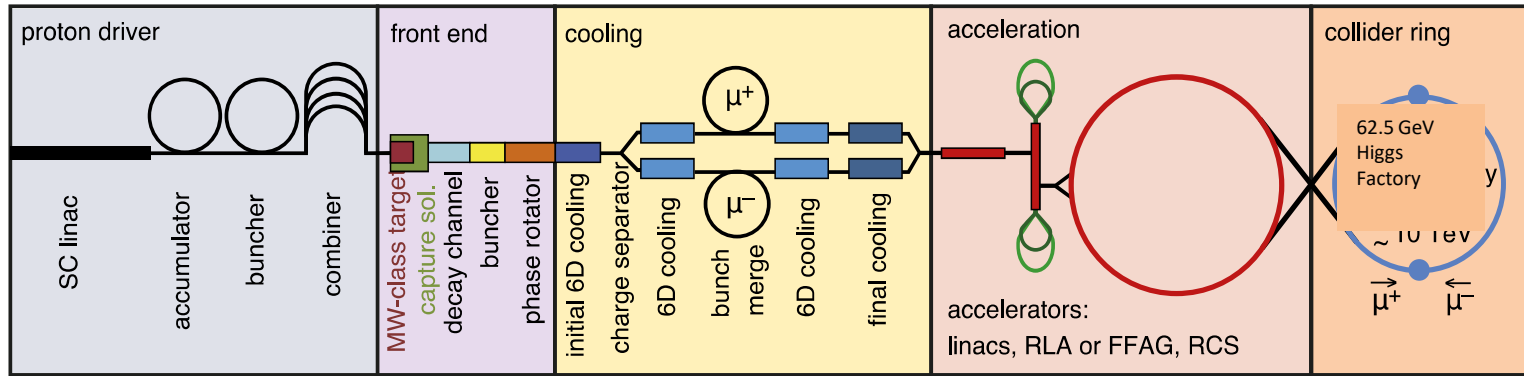 proton driver
SC linac
accumulator
buncher
combiner
front end
MW-class target
capture sol.
decay channel
buncher
phase rotator
cooling
μ+
μ−
initial 6D cooling
charge separator
6D cooling
bunch
merge
6D cooling
final cooling
acceleration
accelerators:
linacs, RLA or FFAG, RCS
collider ring
62.5 GeV
Higgs
Factory
y
~ 10 TeV
μ+ μ−